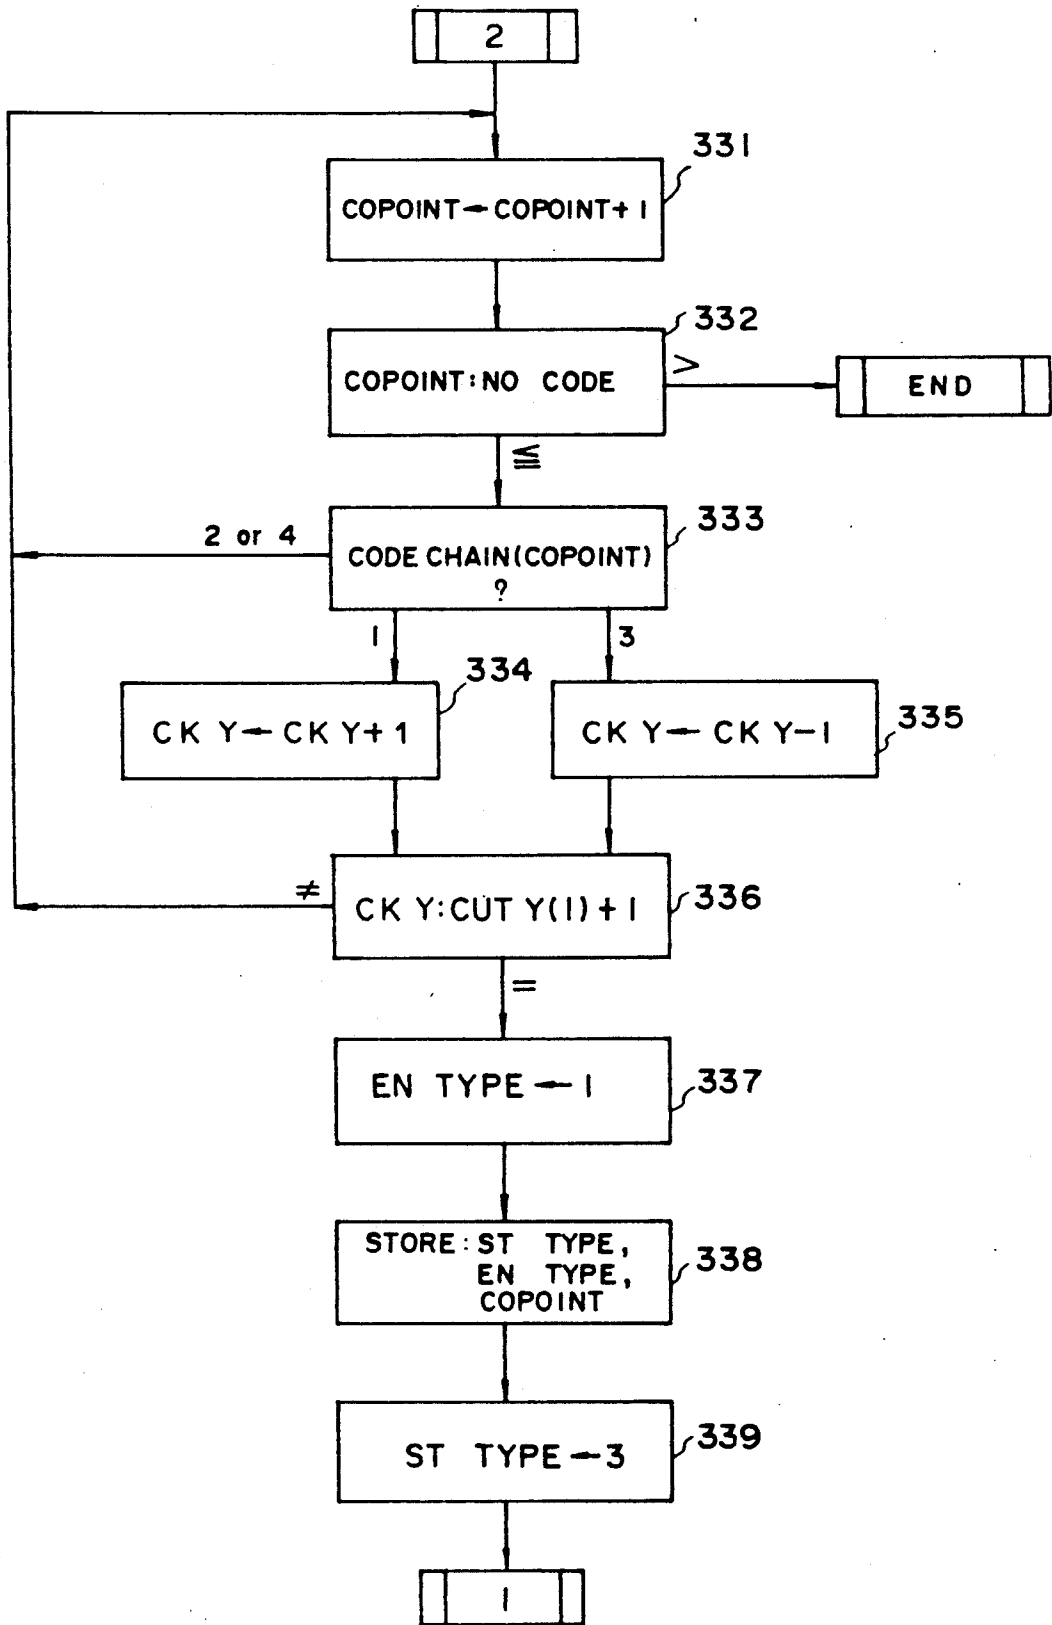 2
331
COPOINT←COPOINT+1
332
COPOINT:NO CODE
>
END
≦
333
2 or 4
CODE CHAIN(COPOINT)
?
1
3
334
CK Y←CK Y+1
335
CK Y←CK Y-1
≠
336
CK Y:CUT Y(1)+1
=
337
EN TYPE←1
338
STORE:ST TYPE,
EN TYPE,
COPOINT
339
ST TYPE←3
1